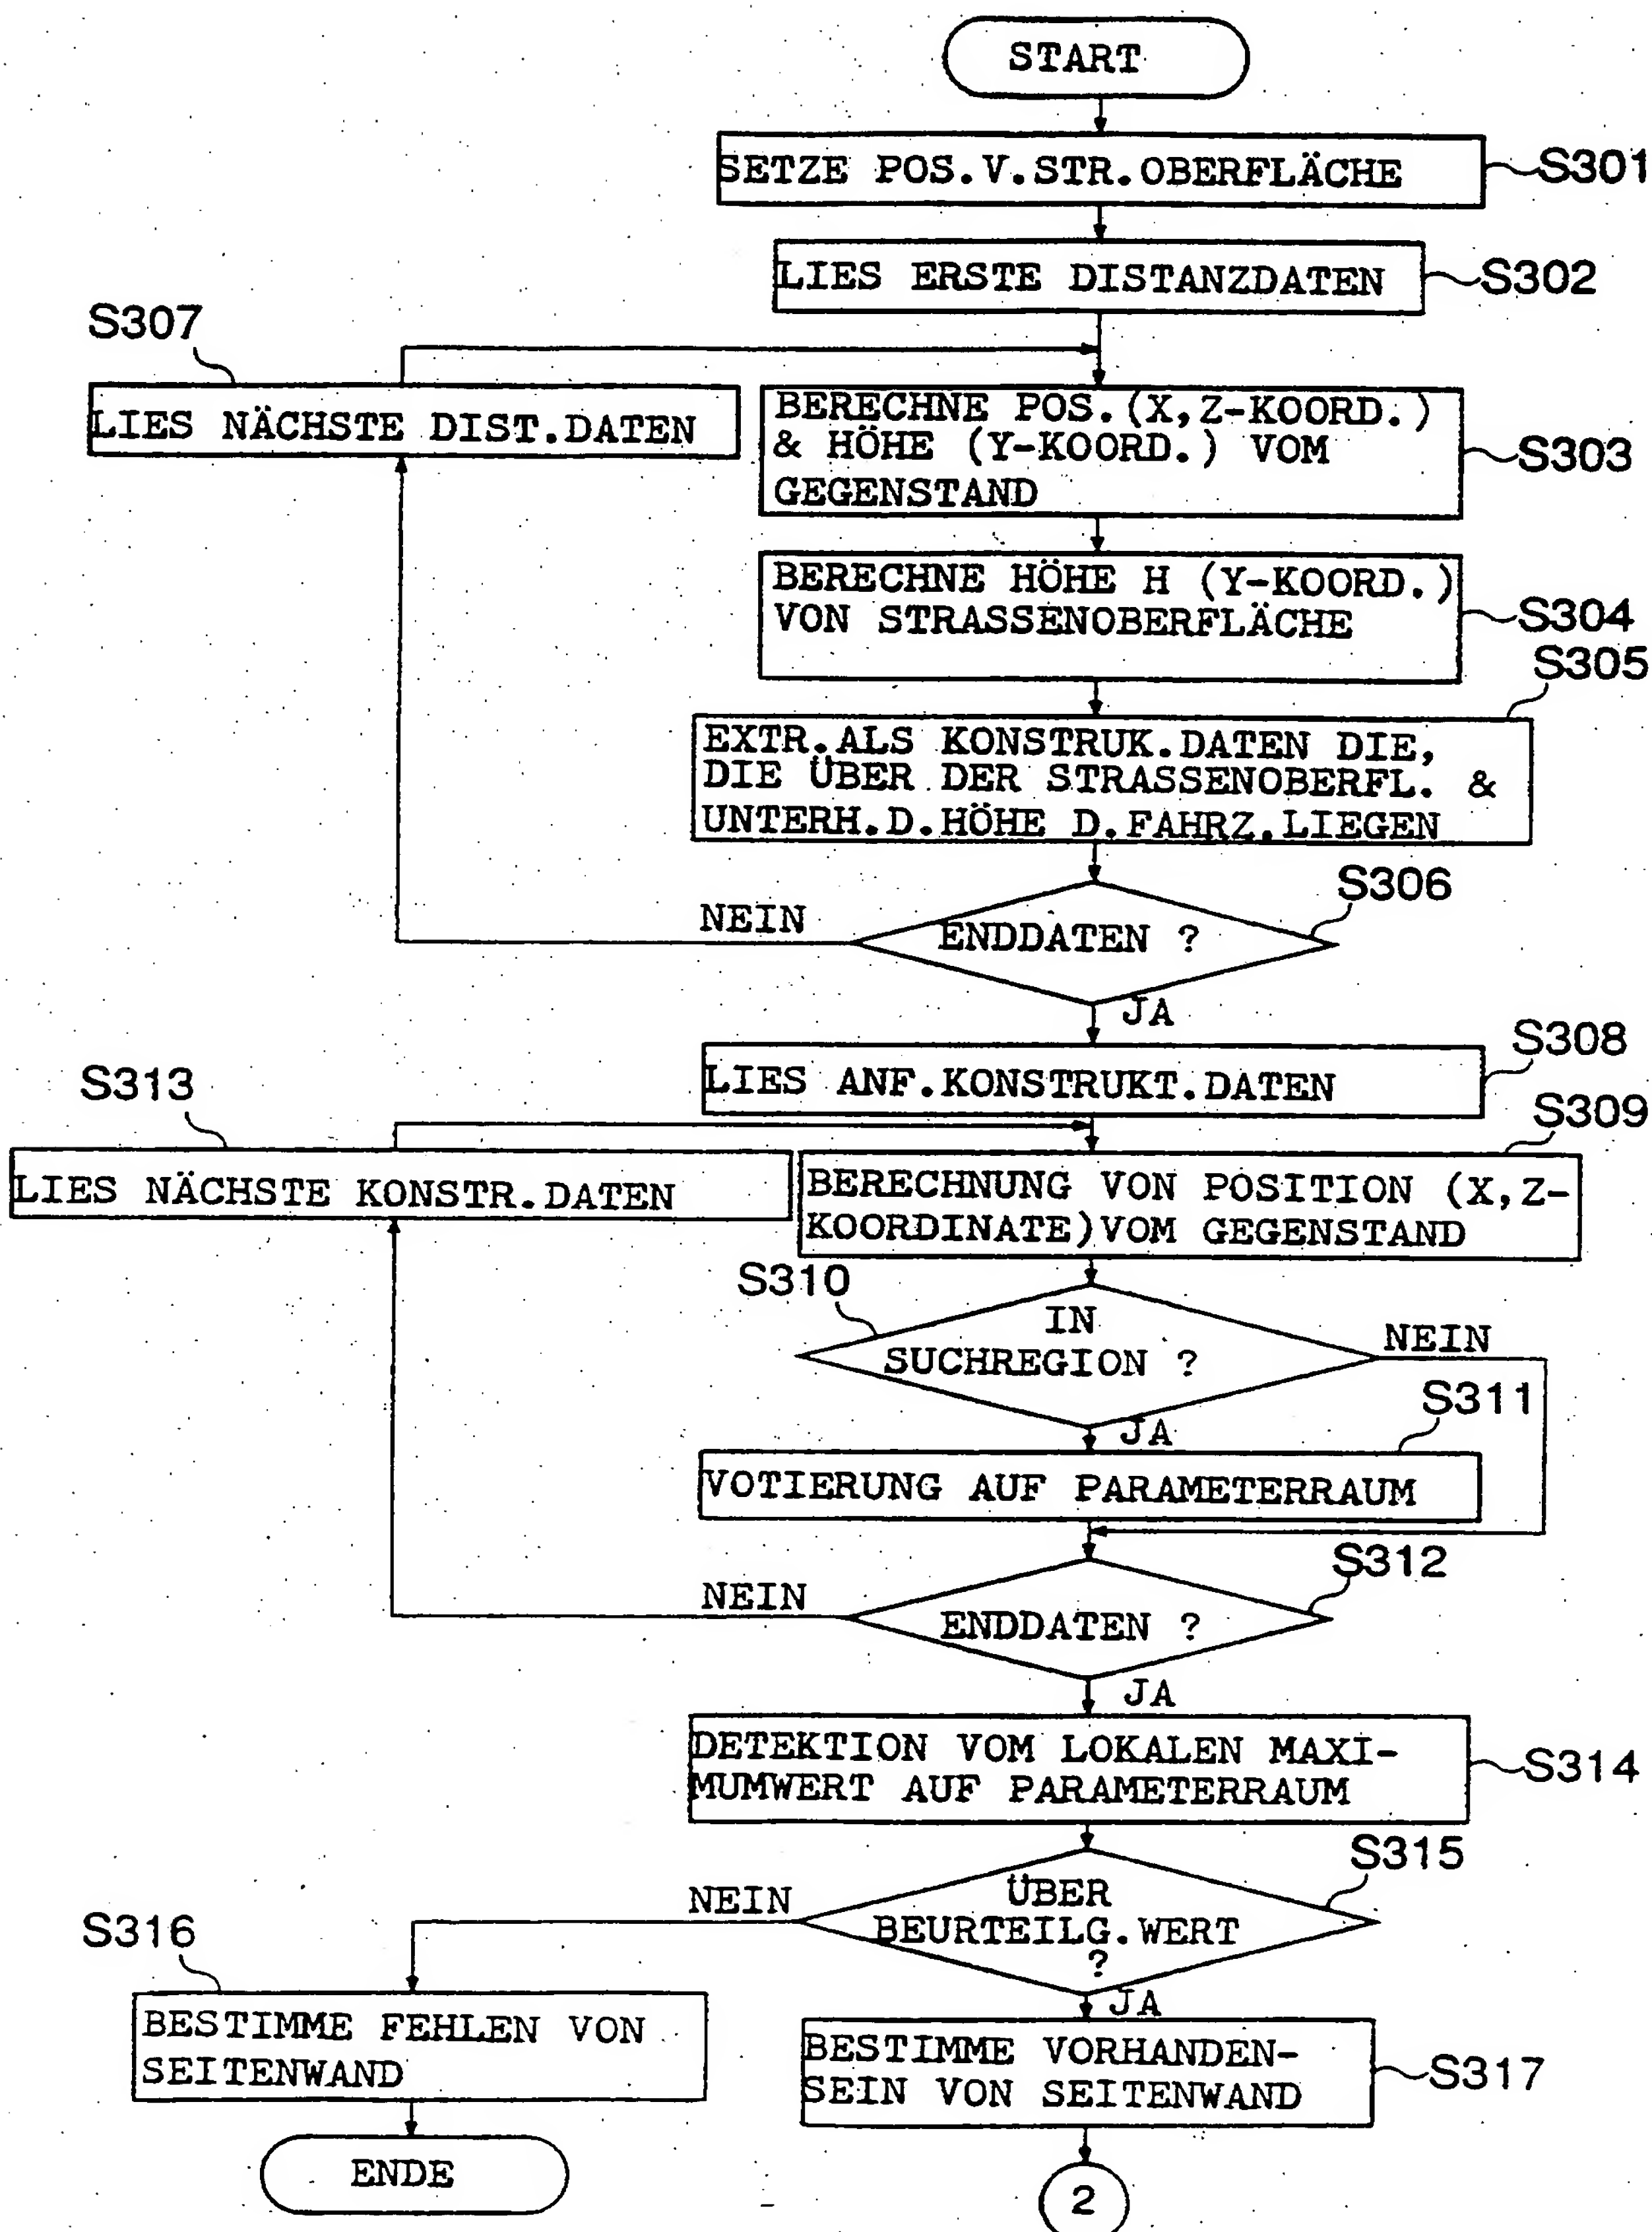 START
SETZE POS.V.STR.OBERFLÄCHE
S301
LIES ERSTE DISTANZDATEN
S302
S307
LIES NÄCHSTE DIST.DATEN
BERECHNE POS.(X,Z-KOORD.)
& HÖHE (Y-KOORD.) VOM
GEGENSTAND
S303
BERECHNE HÖHE H (Y-KOORD.)
VON STRASSENOBERFLÄCHE
S304
S305
EXTR.ALS KONSTRUK.DATEN DIE,
DIE ÜBER DER STRASSENOBERFL. &
UNTERH.D.HÖHE D.FAHRZ.LIEGEN
S306
NEIN
ENDDATEN ?
JA
S308
LIES ANF.KONSTRUKT.DATEN
S313
LIES NÄCHSTE KONSTR.DATEN
S309
BERECHNUNG VON POSITION (X,Z-
KOORDINATE)VOM GEGENSTAND
S310
IN
SUCHREGION ?
NEIN
JA
S311
VOTIERUNG AUF PARAMETERRAUM
S312
NEIN
ENDDATEN ?
JA
DETEKTION VOM LOKALEN MAXI-
MUMWERT AUF PARAMETERRAUM
S314
S315
NEIN
ÜBER
BEURTEILG.WERT
?
JA
S316
BESTIMME FEHLEN VON
SEITENWAND
BESTIMME VORHANDEN-
SEIN VON SEITENWAND
S317
ENDE
2